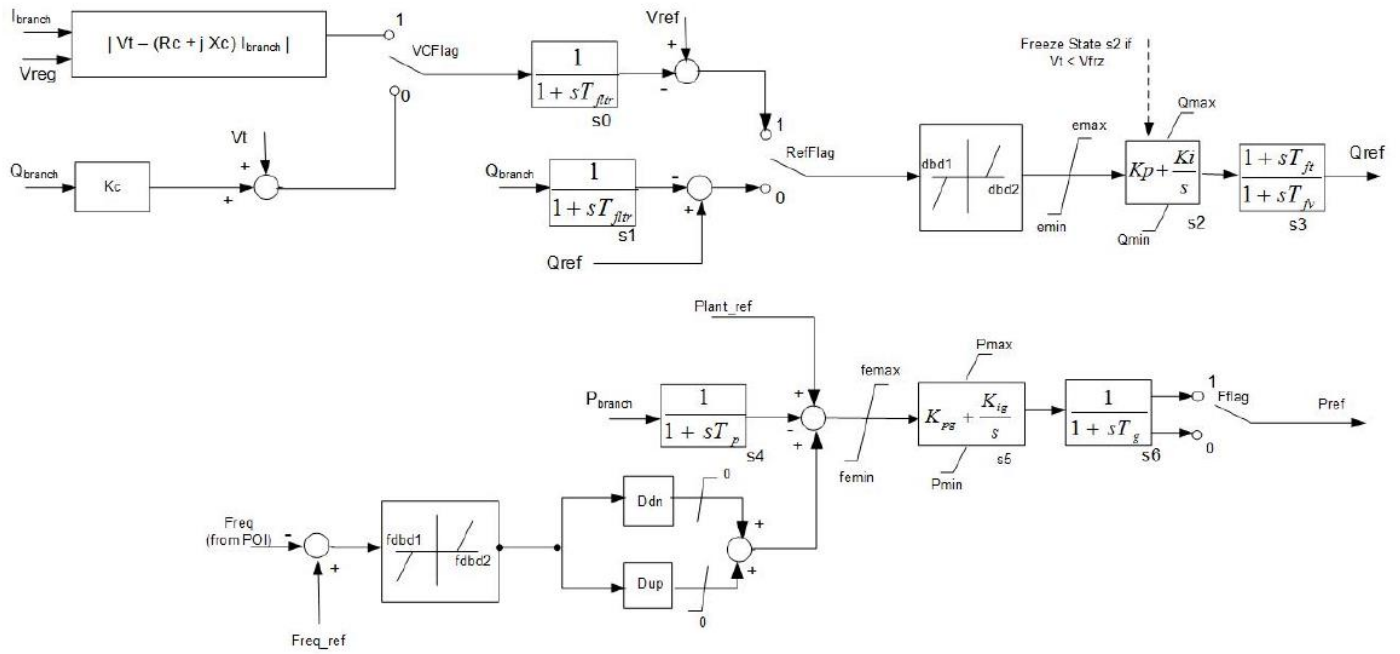 Ibranch
Vreg
| Vt – (Rc + j Xc) Ibranch |
1
VCFlag
0
Vt
+
+
Qbranch
Kc
1
1 + sTfltr
s0
Vref
+
-
1
RefFlag
0
Qbranch
1
1 + sTfltr
s1
-
+
Qref
dbd1
dbd2
emax
emin
Freeze State s2 if
Vt < Vfrz
Qmax
Kp + Ki
s
Qmin
s2
1 + sTft
1 + sTfv
s3
Qref
Plant_ref
Pbranch
1
1 + sTp
s4
+
-
+
femax
femin
Pmax
Kpg + Kig
s
Pmin
s5
1
1 + sTg
s6
1
Fflag
0
Pref
Freq
(from POI)
-
+
Freq_ref
fdbd1
fdbd2
Ddn
0
Dup
0
+
+